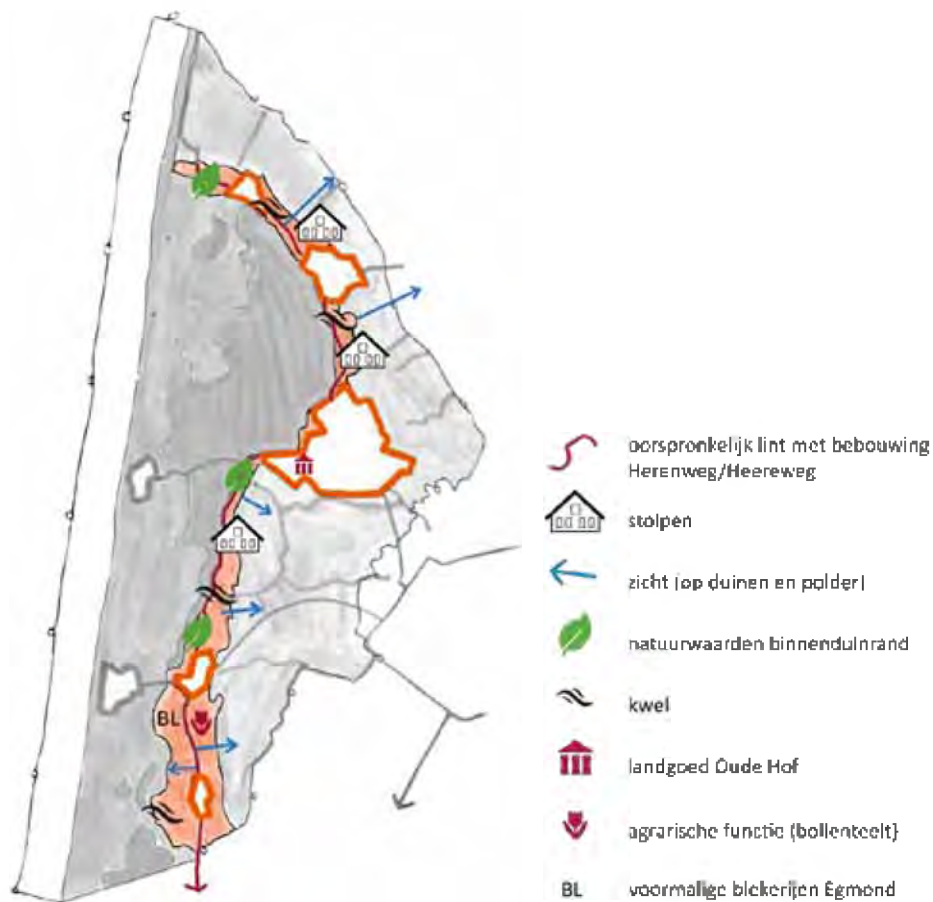 BL
oorspronkelijk lint met bebouwing
Herenweg/Heereweg
stolpen
zicht (op duinen en polder)
natuurwaarden binnenduinrand
kwel
landgoed Oude Hof
agrarische functie (bollenteelt)
BL voormalige blekerijen Egmond